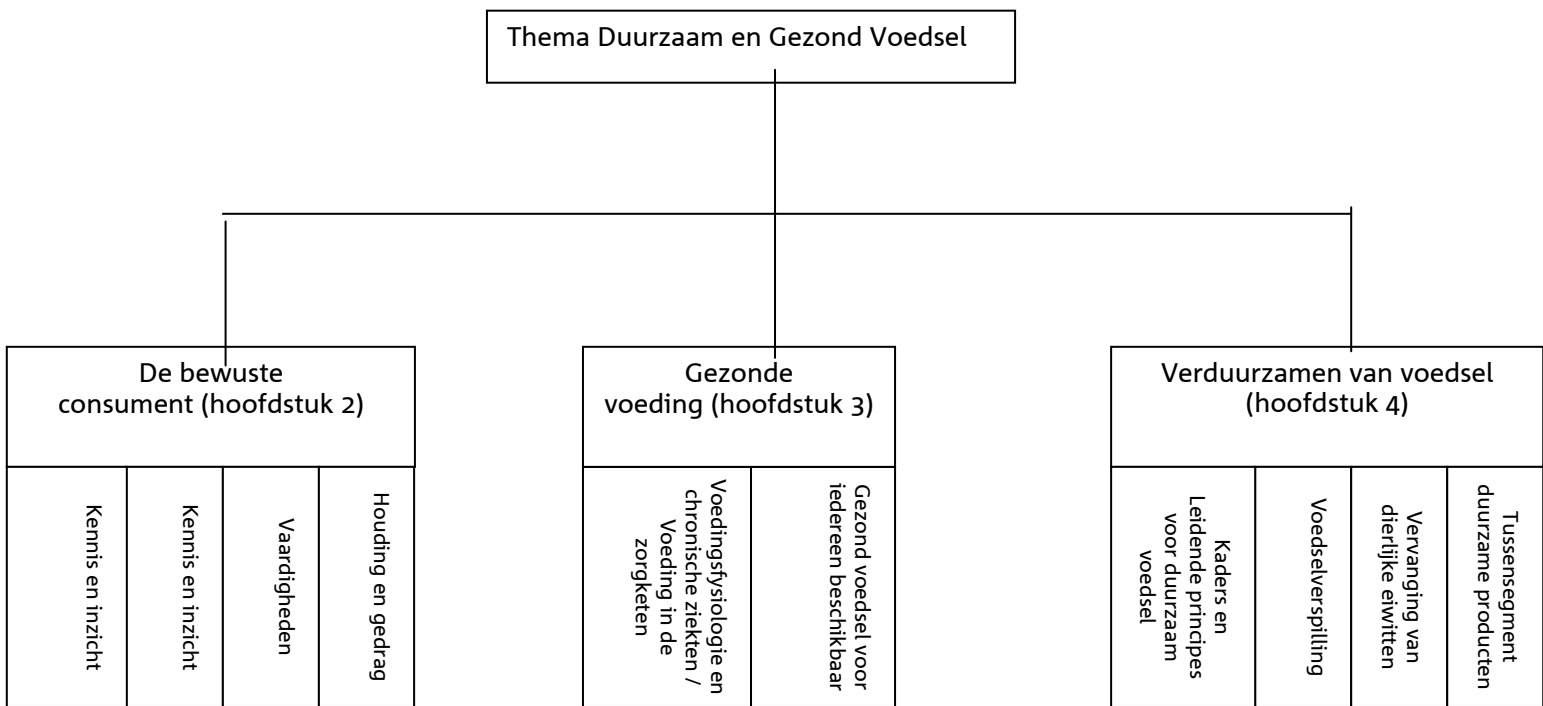 Thema Duurzaam en Gezond Voedsel
De bewuste
consument (hoofdstuk 2)
Gezonde
voeding (hoofdstuk 3)
Verduurzamen van voedsel
(hoofdstuk 4)
Kennis en inzicht
Kennis en inzicht
Vaardigheden
Houding en gedrag
Voedingsfysiologie en
chronische ziekten /
Voeding in de
zorgketen
Gezond voedsel voor
iedereen beschikbaar
Kaders en
Leidende principes
voor duurzaam
voedsel
Voedselverspilling
Vervanging van
dierlijke eiwitten
Tussensegment
duurzame producten